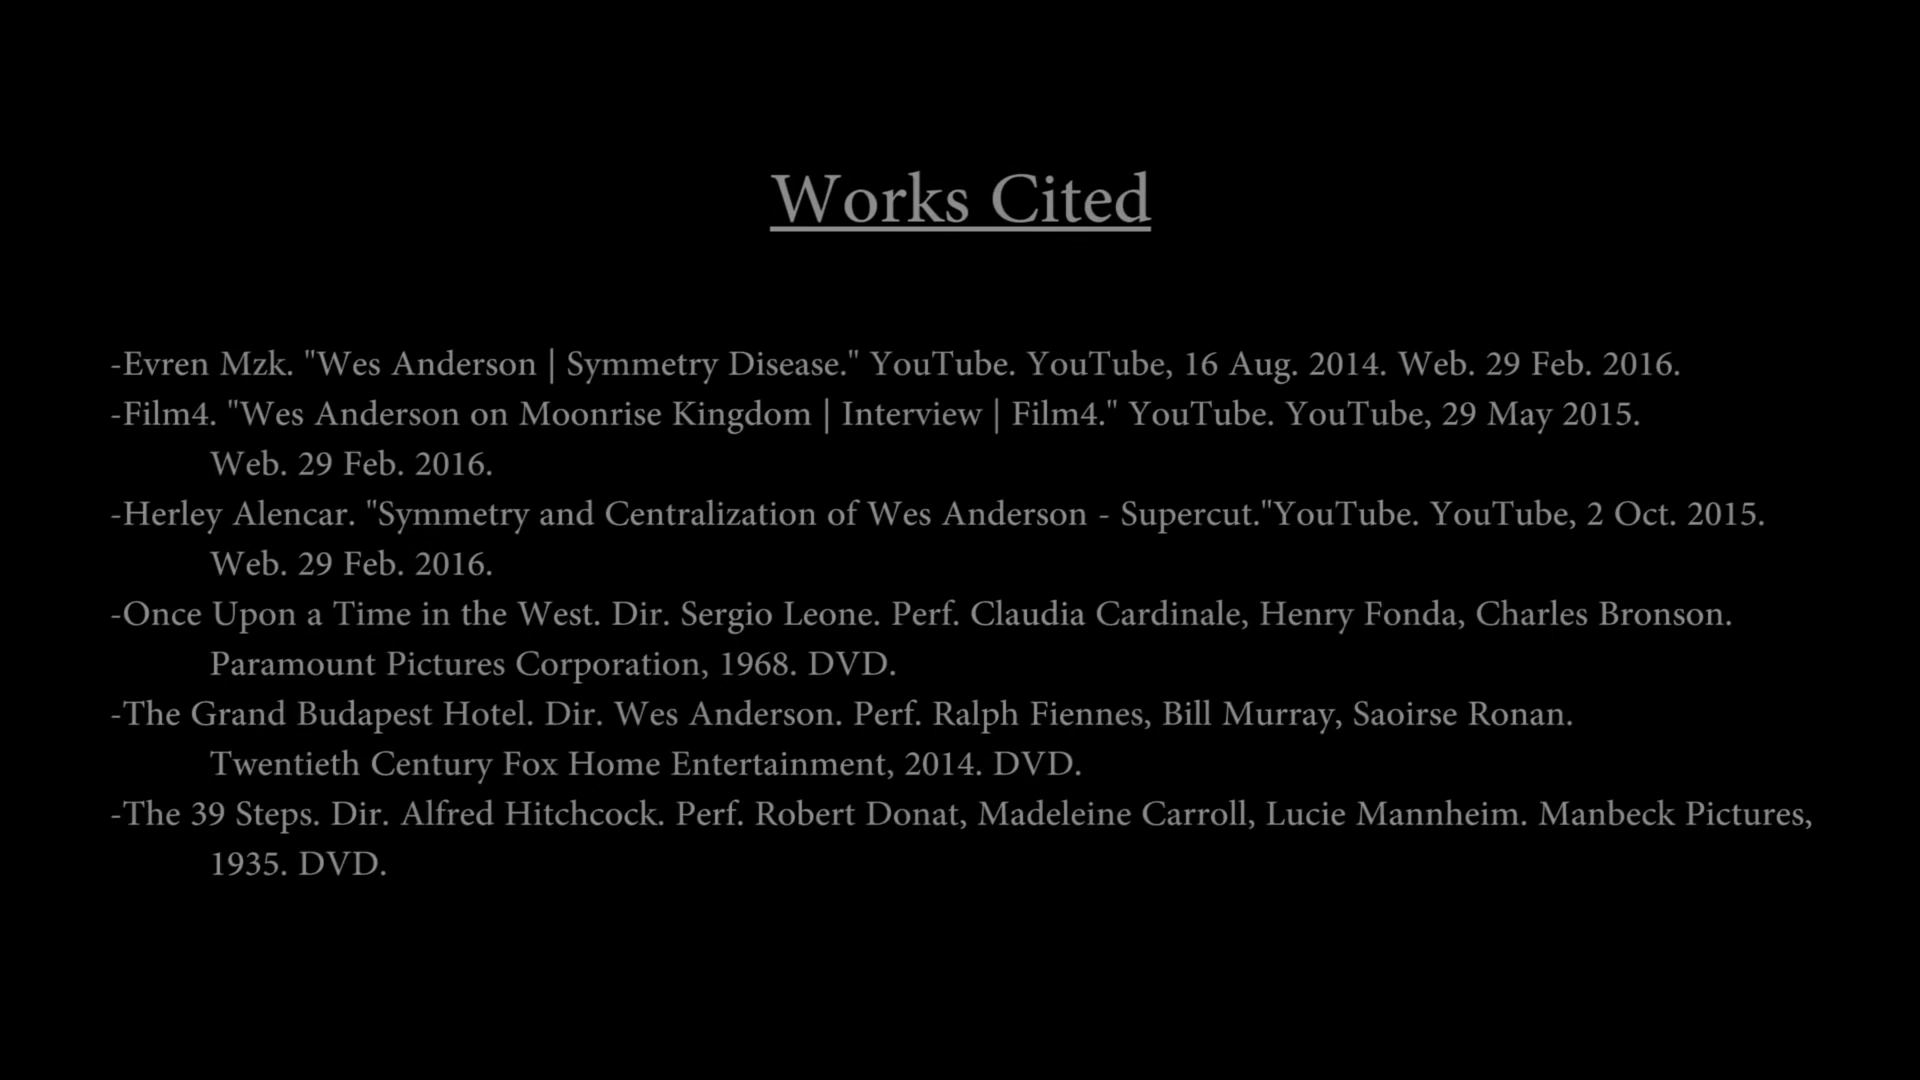 Works Cited
-Evren Mzk. "Wes Anderson | Symmetry Disease." YouTube. YouTube, 16 Aug. 2014. Web. 29 Feb. 2016.
-Film4. "Wes Anderson on Moonrise Kingdom | Interview | Film4." YouTube. YouTube, 29 May 2015.
Web. 29 Feb. 2016.
-Herley Alencar. "Symmetry and Centralization of Wes Anderson - Supercut."YouTube. YouTube, 2 Oct. 2015.
Web. 29 Feb. 2016.
-Once Upon a Time in the West. Dir. Sergio Leone. Perf. Claudia Cardinale, Henry Fonda, Charles Bronson.
Paramount Pictures Corporation, 1968. DVD.
-The Grand Budapest Hotel. Dir. Wes Anderson. Perf. Ralph Fiennes, Bill Murray, Saoirse Ronan.
Twentieth Century Fox Home Entertainment, 2014. DVD.
-The 39 Steps. Dir. Alfred Hitchcock. Perf. Robert Donat, Madeleine Carroll, Lucie Mannheim. Manbeck Pictures,
1935. DVD.